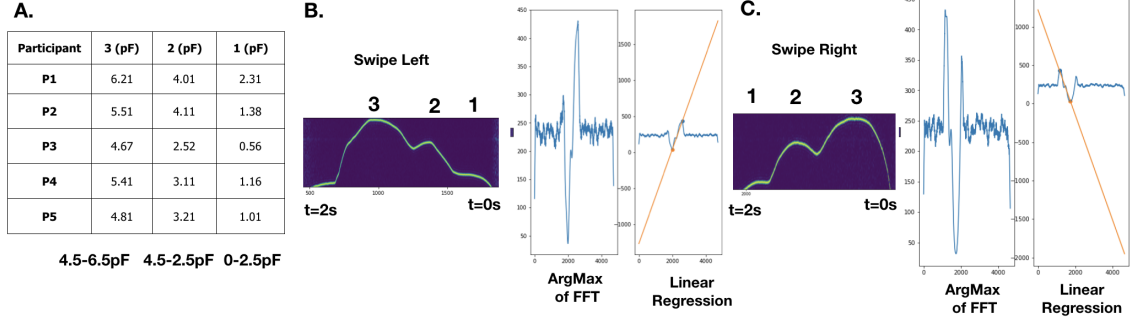 A.
Participant 3 (pF) 2 (pF) 1 (pF)
P1 6.21 4.01 2.31
P2 5.51 4.11 1.38
P3 4.67 2.52 0.56
P4 5.41 3.11 1.16
P5 4.81 3.21 1.01
4.5-6.5pF 4.5-2.5pF 0-2.5pF
B.
Swipe Left
3 2 1
500 1000 1500
t=2s t=0s
450
400
350
300
250
200
150
100
50
0 2000 4000
ArgMax
of FFT
1500
1000
500
0
500
1000
0 2000 4000
Linear
Regression
C.
Swipe Right
1 2 3
2000
t=2s t=0s
450
400
350
300
250
200
150
100
50
0 2000 4000
ArgMax
of FFT
1000
500
0
500
1000
1500
2000
0 2000 4000
Linear
Regression